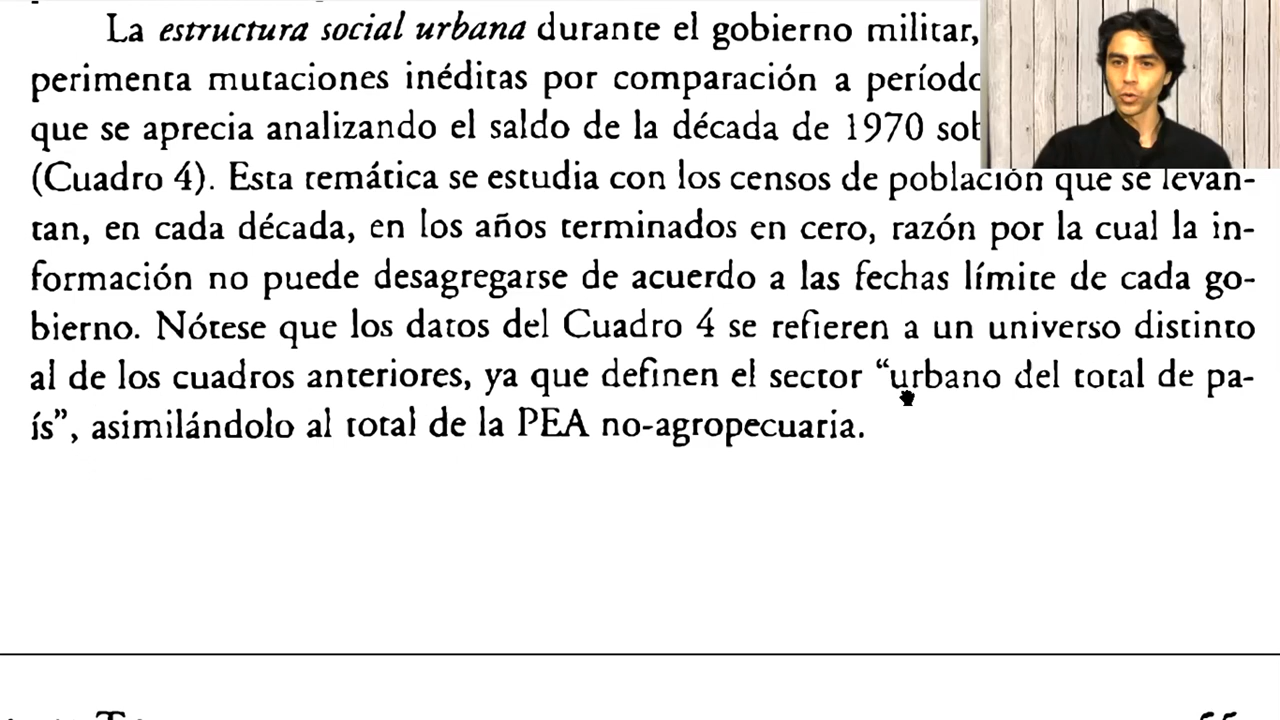 La estructura social urbana durante el gobierno militar,
perimenta mutaciones inéditas por comparación a
que se aprecia analizando el saldo de la década de 1970
(Cuadro 4). Esta temática se estudia con los censos de población que se levan-
tan, en cada década, en los años terminados en cero, razón por la cual la in-
formación no puede desagregarse de acuerdo a las fechas límite de cada go-
bierno. Nótese que los datos del Cuadro 4 se refieren a un universo distinto
al de los cuadros anteriores, ya que definen el sector “urbano del total de pa-
ís”, asimilándolo al total de la PEA no-agropecuaria.